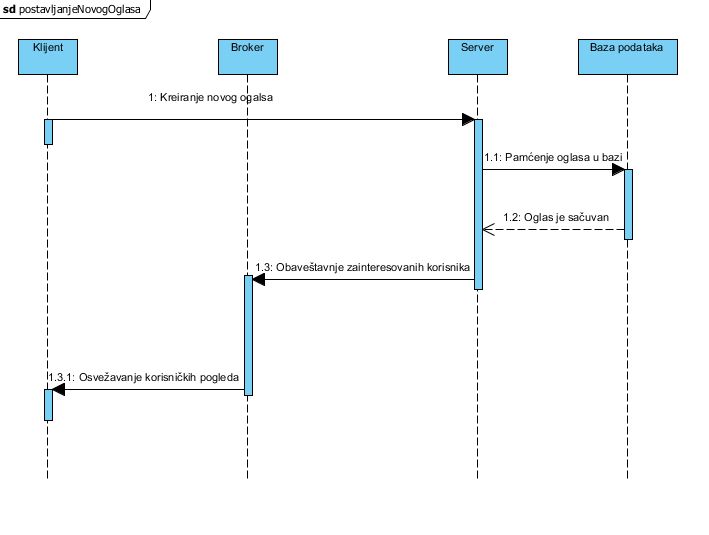 sd postavljanjeNovogOglasa
Klijent
Broker
Server
Baza podataka
1: Kreiranje novog ogalsa
1.1: Pamćenje oglasa u bazi
1.2: Oglas je sačuvan
1.3: Obaveštavnje zainteresovanih korisnika
1.3.1: Osvežavanje korisničkih pogleda